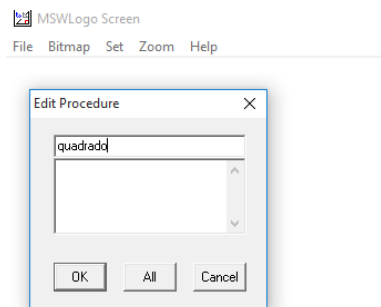 MSWLogo Screen
File Bitmap Set Zoom Help
Edit Procedure
quadrado
OK All Cancel